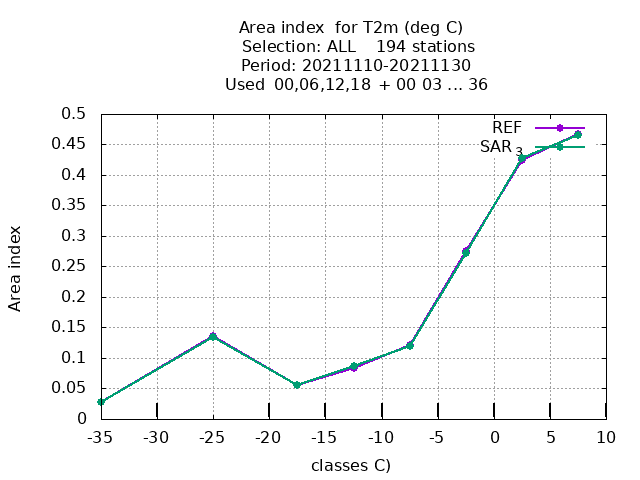 Area index  for T2m (deg C)
Selection: ALL    194 stations
Period: 20211110-20211130
Used  00,06,12,18  + 00 03 ... 36
REF
SAR 3
0.5
0.45
0.4
0.35
0.3
0.25
0.2
0.15
0.1
0.05
0
Area index
-35 -30 -25 -20 -15 -10 -5 0 5 10
classes C)